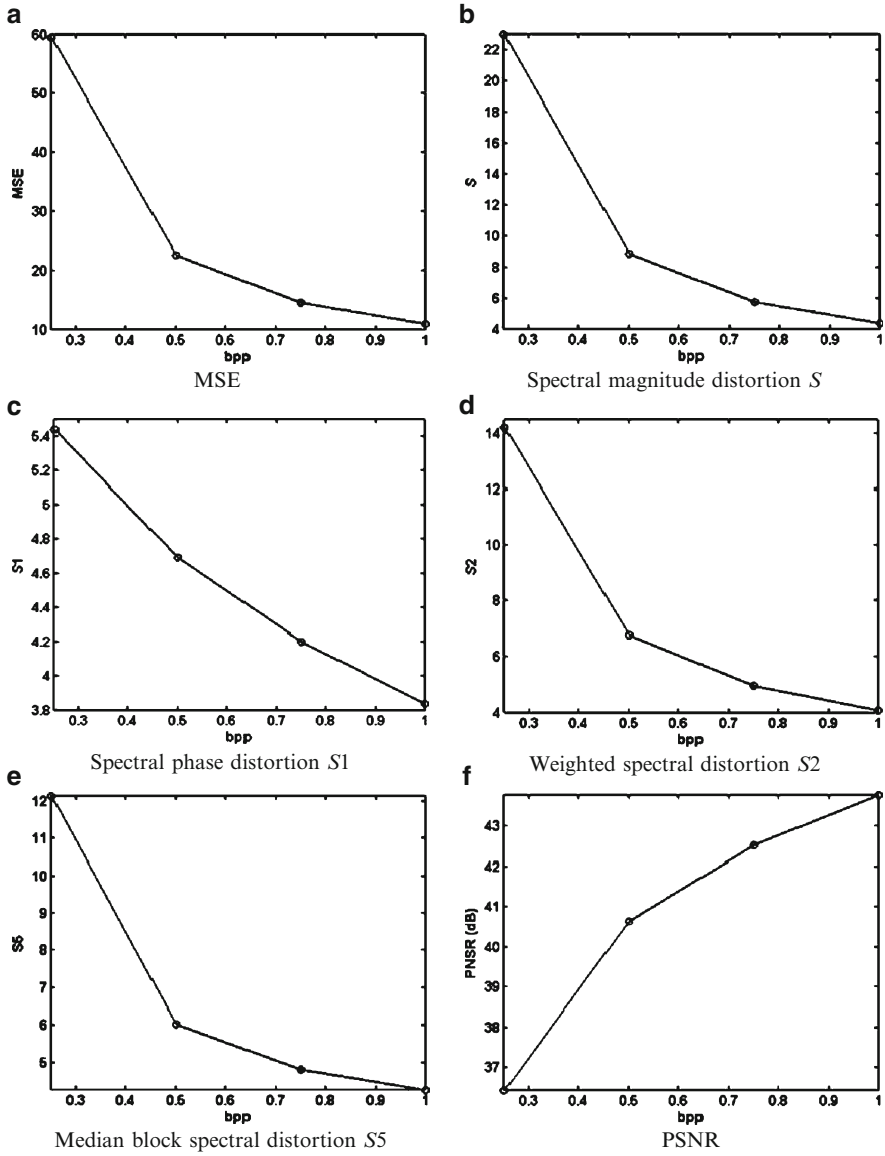 a
60
50
40
30
20
10
MSE
0.3 0.4 0.5 0.6 0.7 0.8 0.9 1
bpp
MSE
b
22
20
18
16
14
12
10
8
6
4
S
0.3 0.4 0.5 0.6 0.7 0.8 0.9 1
bpp
Spectral magnitude distortion S
c
5.4
5.2
5
4.8
4.6
4.4
4.2
4
3.8
S1
0.3 0.4 0.5 0.6 0.7 0.8 0.9 1
bpp
Spectral phase distortion S1
d
14
12
10
8
6
4
S2
0.3 0.4 0.5 0.6 0.7 0.8 0.9 1
bpp
Weighted spectral distortion S2
e
12
11
10
9
8
7
6
5
S5
0.3 0.4 0.5 0.6 0.7 0.8 0.9 1
bpp
Median block spectral distortion S5
f
43
42
41
40
39
38
37
PNSR (dB)
0.3 0.4 0.5 0.6 0.7 0.8 0.9 1
bpp
PSNR